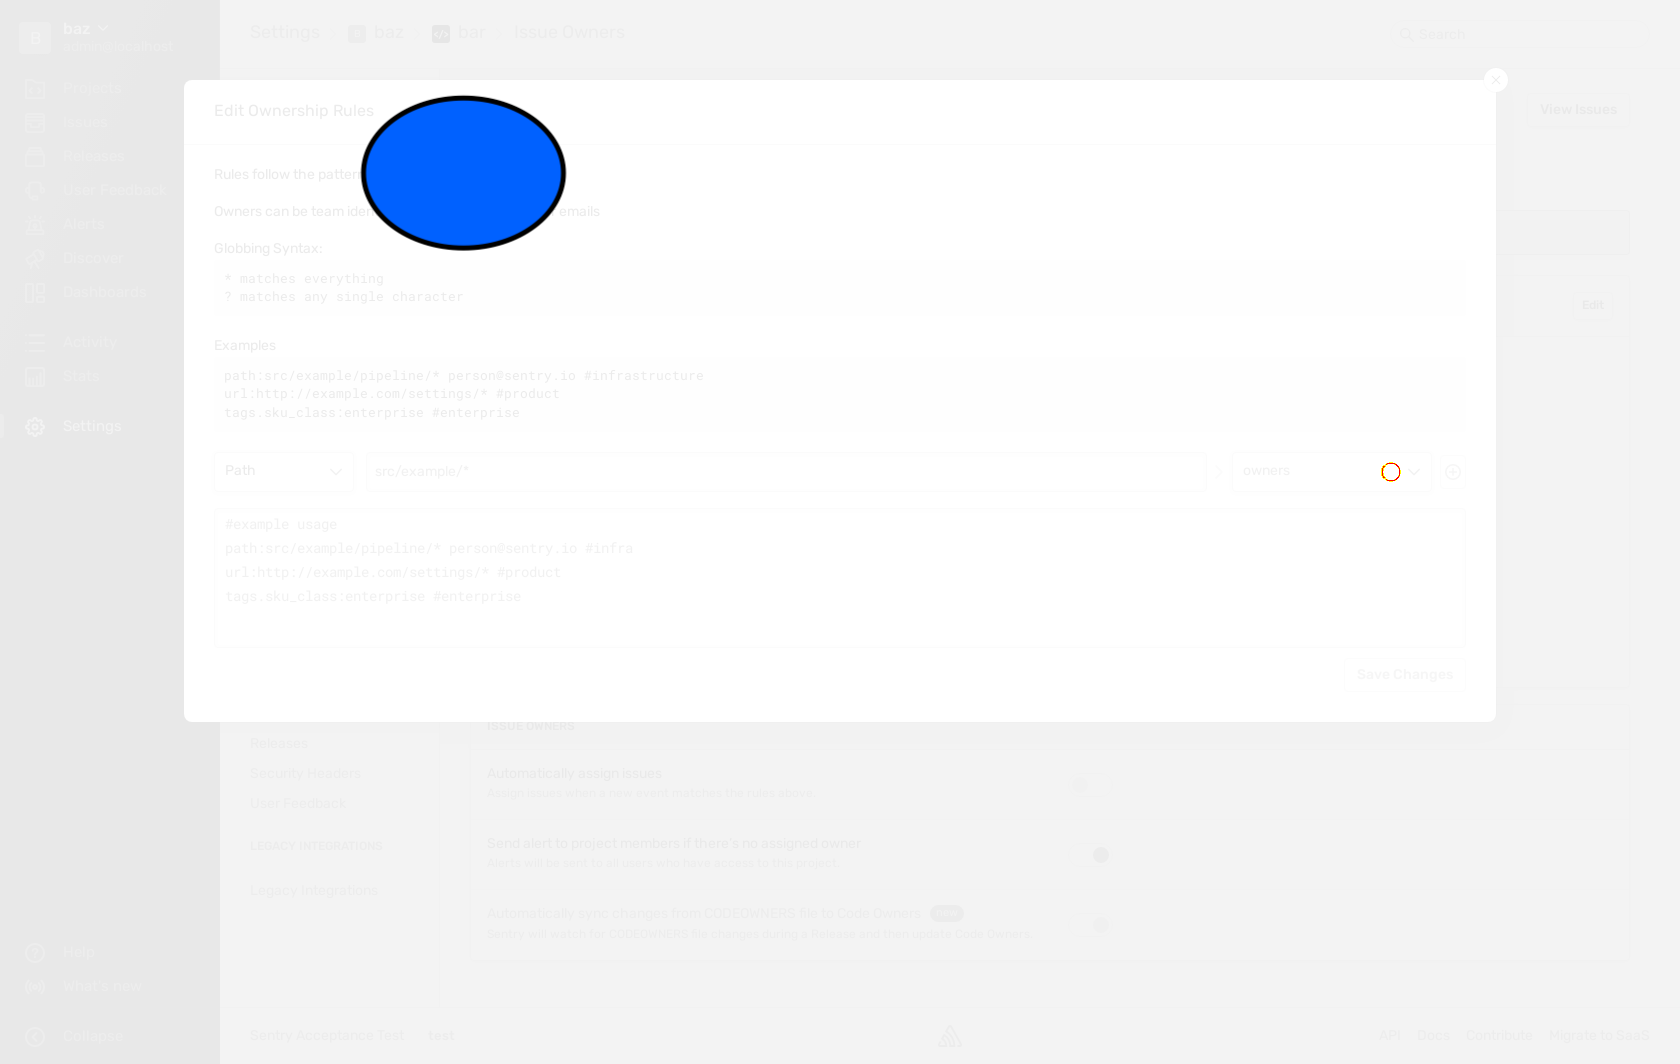 B baz
Settings baz bar Issue Owners Search
Projects
Issues
Releases
User Feedback
Alerts
Discover
Dashboards
Activity
Stats
Settings
Help
What's new
Collapse
View Issues
Edit
Edit Ownership Rules
Rules follow the pattern
Owners can be team emails
Globbing Syntax:
* matches everything
? matches any single character
Examples
path:src/example/pipeline/* person@sentry.io #infrastructure
url:http://example.com/settings/* #product
tags.sku_class:enterprise #enterprise
Path src/example/* owners
#example usage
path:src/example/pipeline/* person@sentry.io #infra
url:http://example.com/settings/* #product
tags.sku_class:enterprise #enterprise
Save Changes
Releases
Security Headers
User Feedback
LEGACY INTEGRATIONS
Legacy Integrations
ISSUE OWNERS
Automatically assign issues
Assign issues when a new event matches the rules above.
Send alert to project members if there's no assigned owner
Alerts will be sent to all users who have access to this project.
Automatically sync changes from CODEOWNERS file to Code Owners
Sentry will watch for CODEOWNERS file changes during a Release and then update Code Owners.
Sentry Acceptance Test test API Docs Contribute Migrate to SaaS